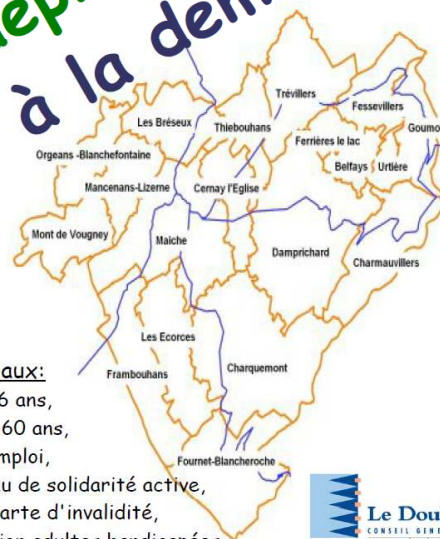 à la
Trévillers
Fessevillers
Les Bréseux
Thiebouhans
Ferrières le lac
Orgeans -Blanchefontaine
Belfays
Urtière
Mancenans-Lizerne
Cernay l'Eglise
Mont de Vougney
Maiche
Damprichard
Charmauvillers
Les Ecorces
Charquemont
Frambouhans
aux:
6 ans,
60 ans,
Fournet-Blancheroche
de solidarité active,
arte d'invalidité,
Le Dou
CONSEIL GENE